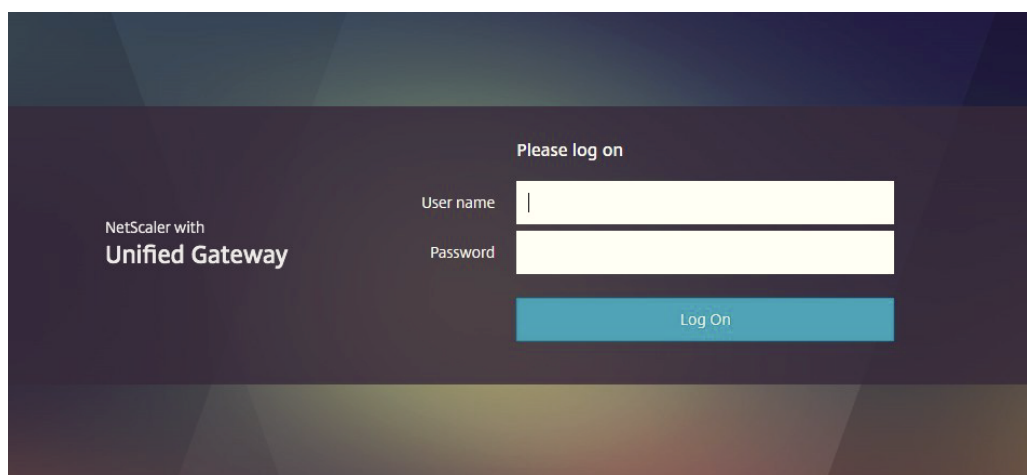 Please log on
User name
NetScaler with
Unified Gateway
Password
Log On